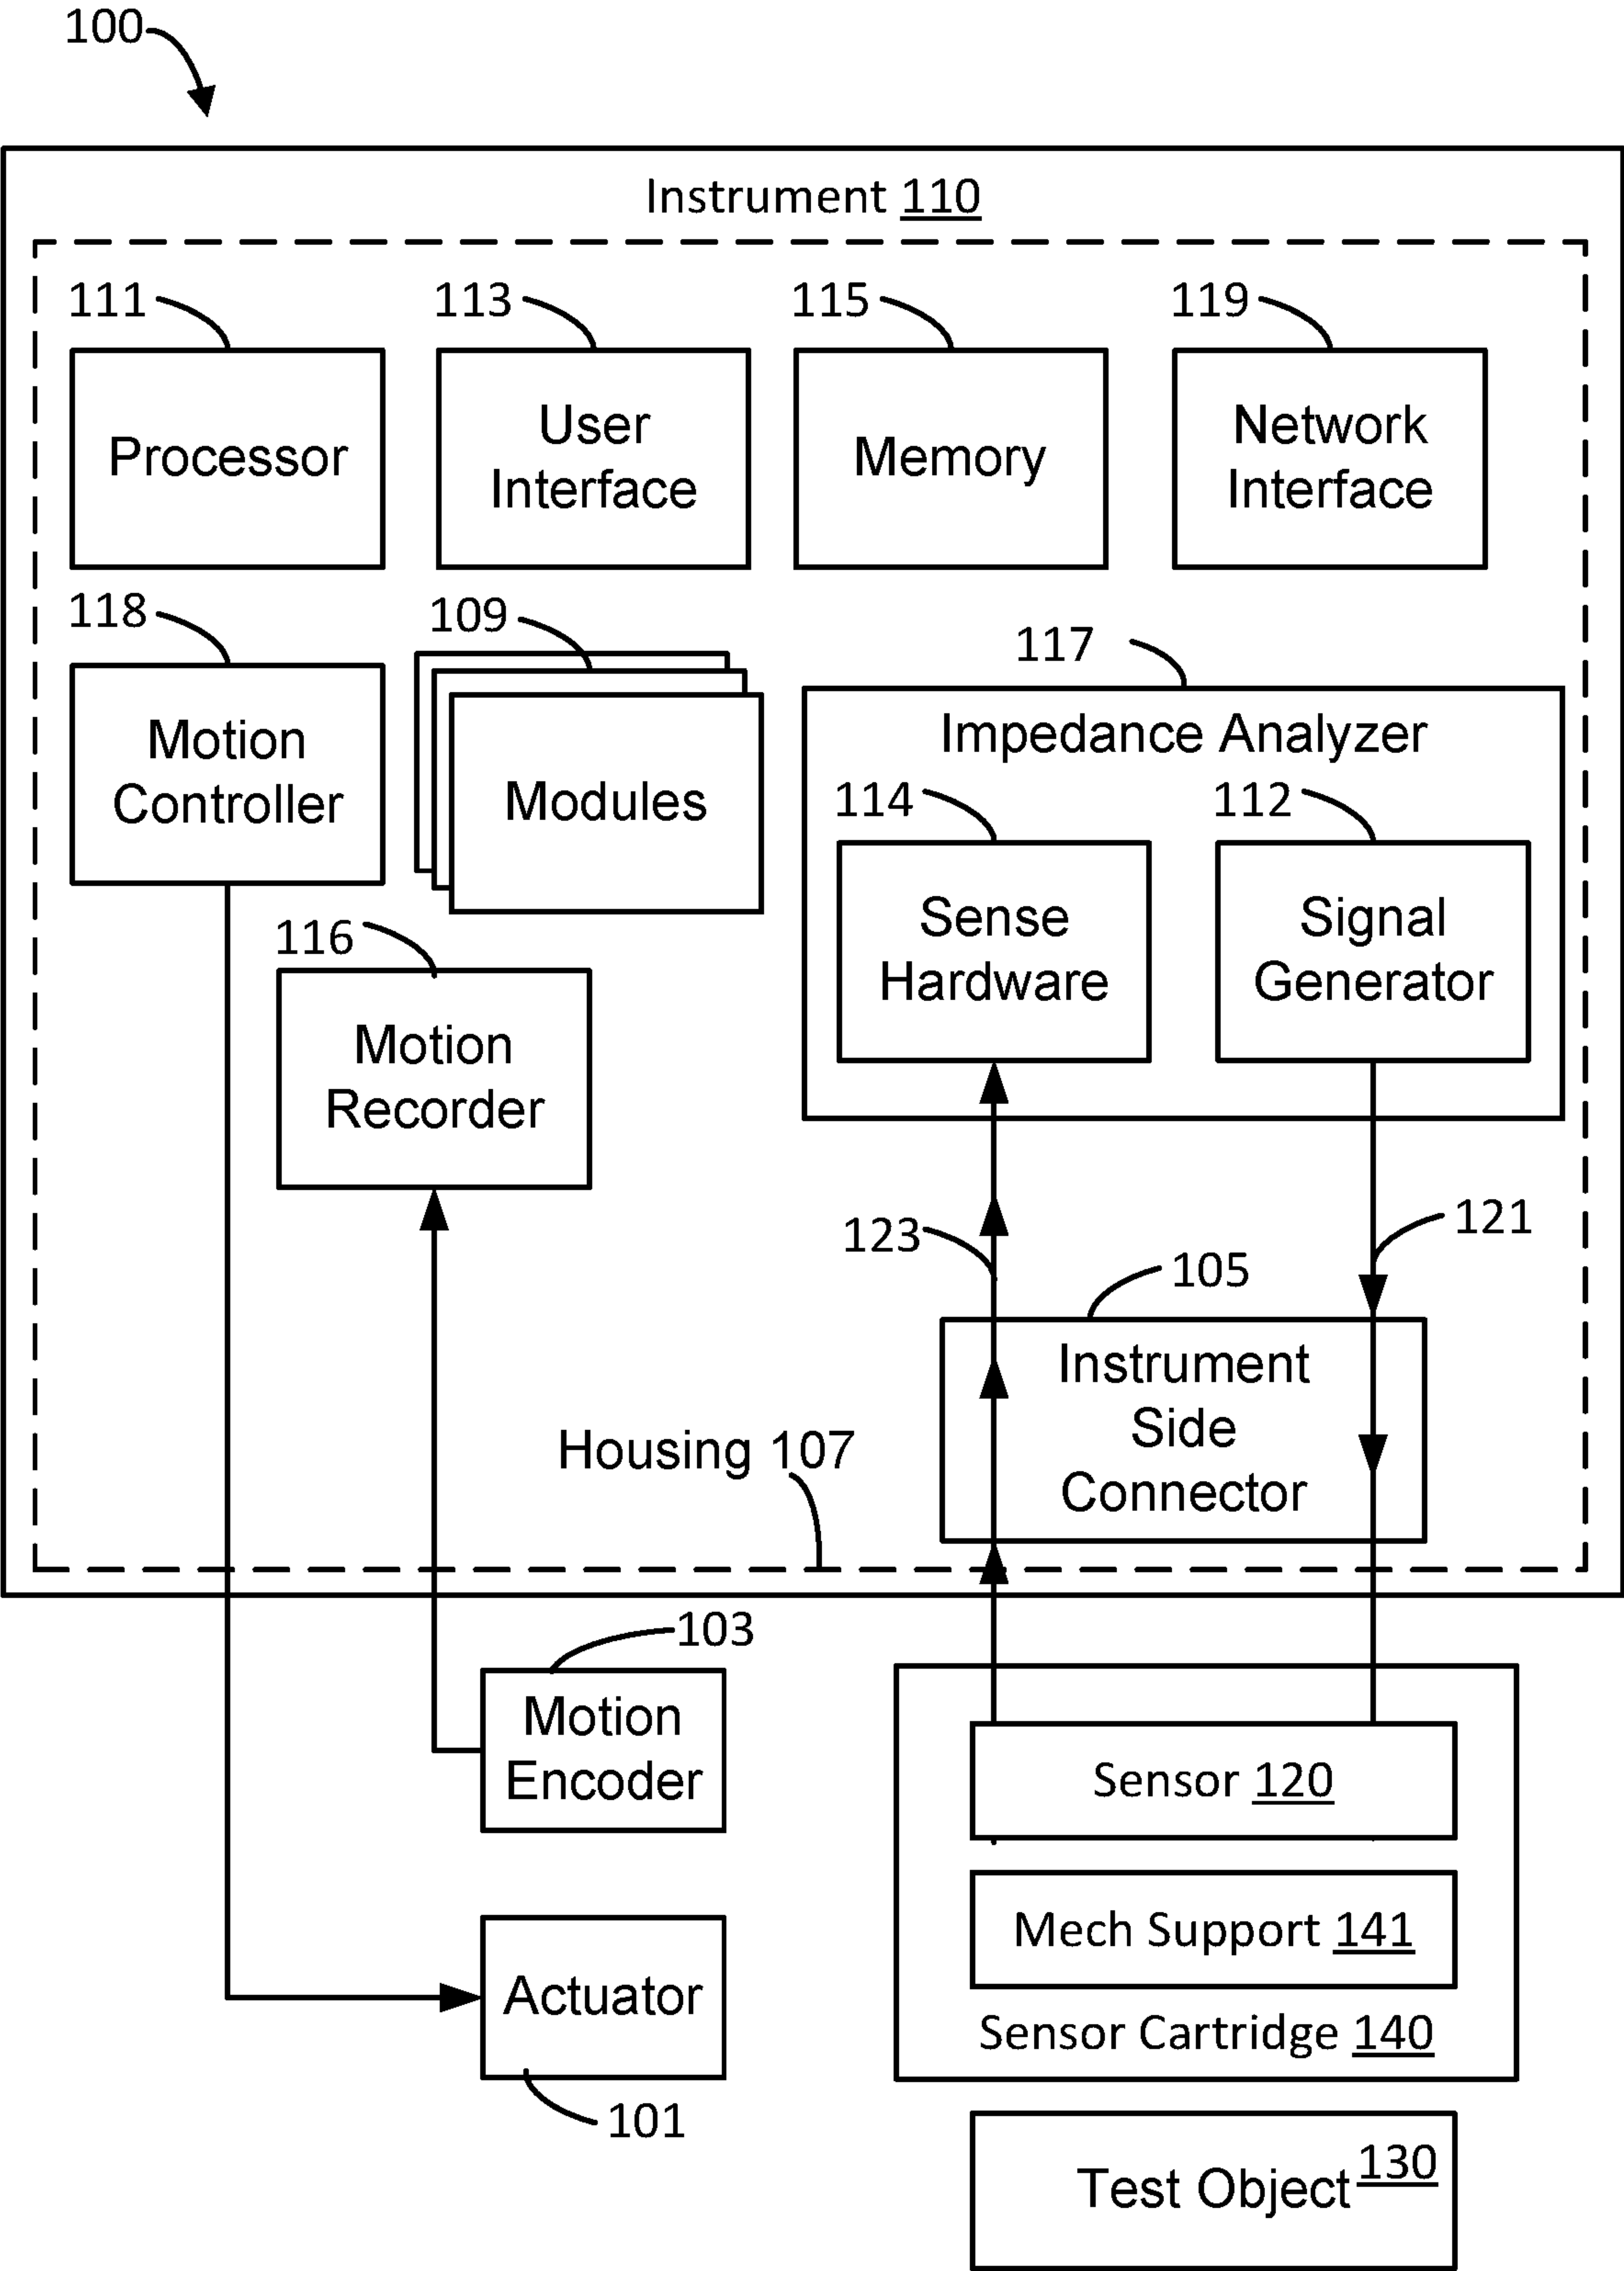 100
Instrument 110
111
113
115
119
Processor
User
Interface
Memory
Network
Interface
118
109
117
Motion
Controller
Modules
Impedance Analyzer
114
112
Sense
Hardware
Signal
Generator
116
Motion
Recorder
123
121
105
Instrument
Side
Connector
Housing 107
103
Motion
Encoder
Sensor 120
Mech Support 141
Sensor Cartridge 140
Actuator
101
Test Object 130